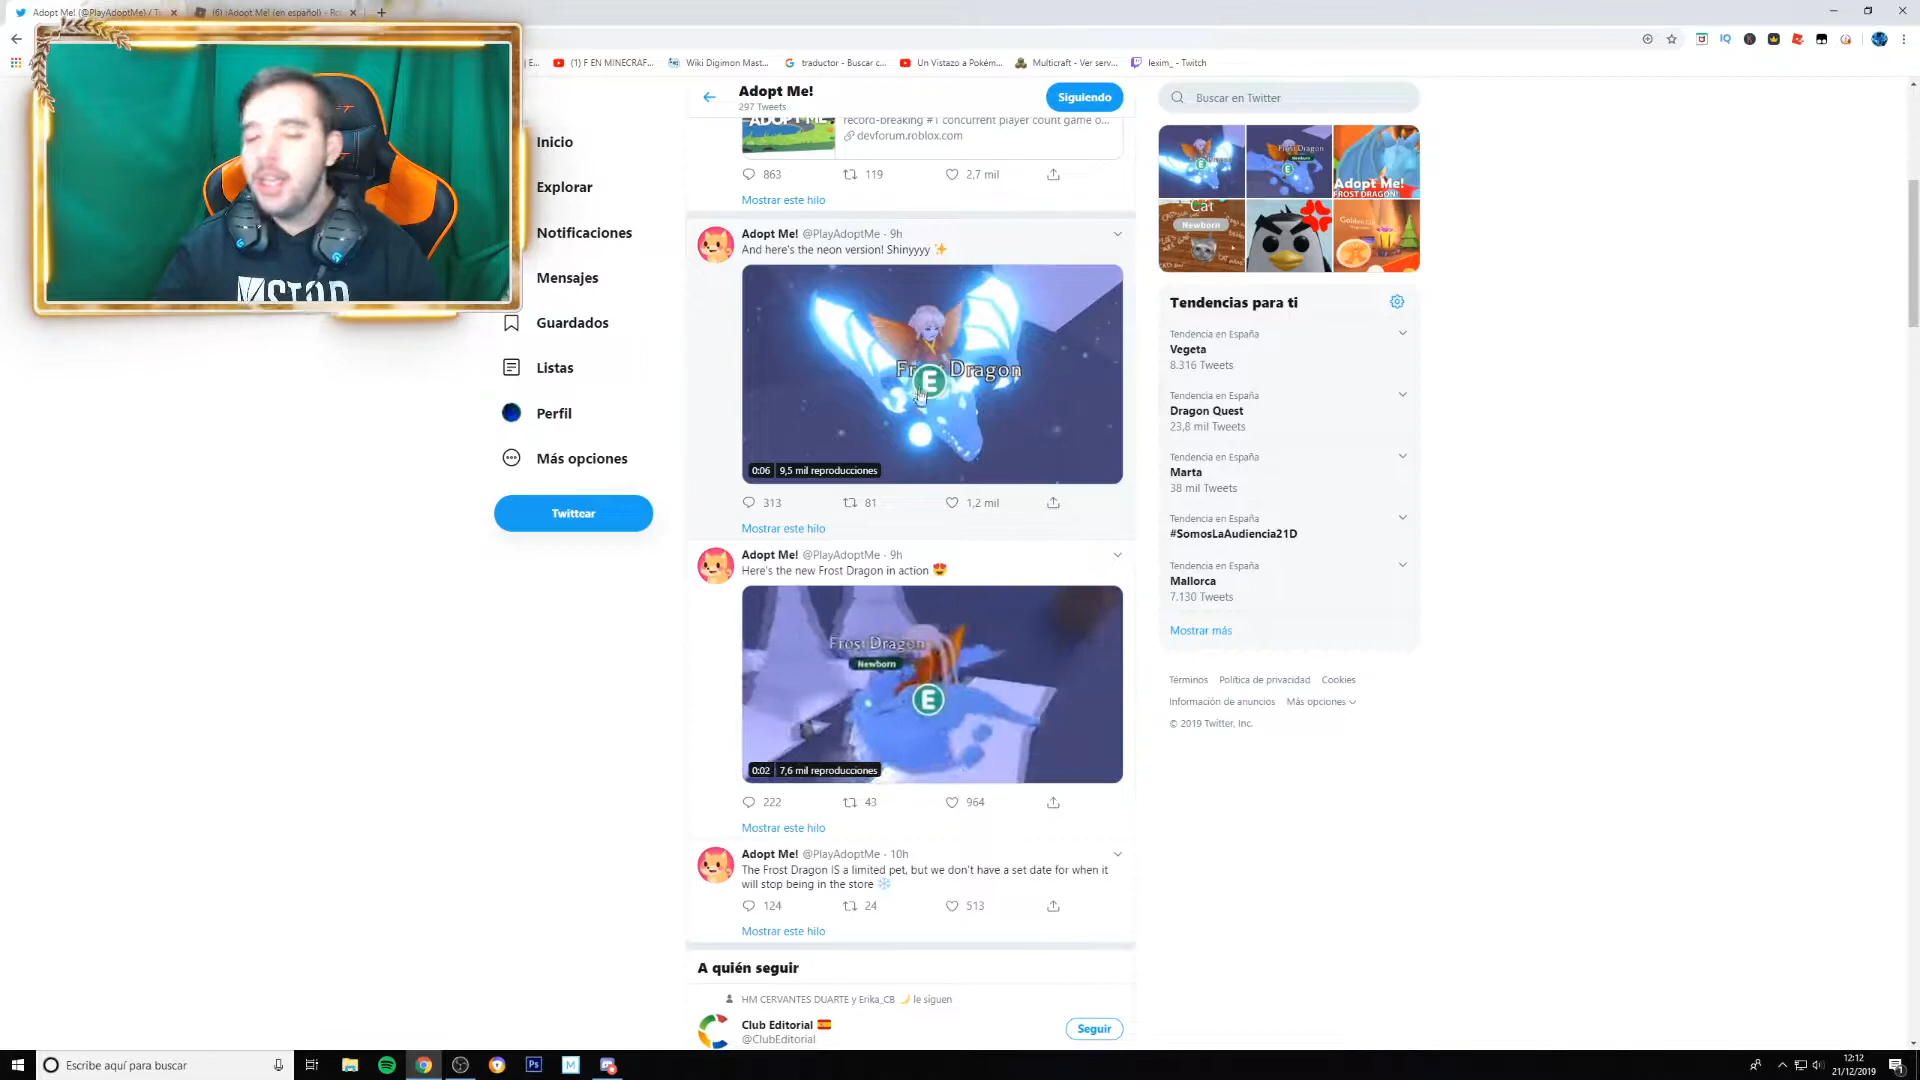 Adopt Me! (@PlayAdoptMe) / T
(6) ¡Adopt Me! (en español) - Ro
E...
(1) F EN MINECRAF...
Wiki Digimon Mast...
traductor - Buscar c...
Un Vistazo a Pokém...
Multicraft - Ver serv...
lexim_ - Twitch
IQ
Inicio
Explorar
Notificaciones
Mensajes
Guardados
Listas
Perfil
Más opciones
Twittear
Adopt Me!
297 Tweets
Siguiendo
ADOPT ME
record-breaking #1 concurrent player count game o...
devforum.roblox.com
863 119 2,7 mil
Mostrar este hilo
Adopt Me! @PlayAdoptMe · 9h
And here's the neon version! Shinyyyy ✨
Frost Dragon
E
0:06 9,5 mil reproducciones
313 81 1,2 mil
Mostrar este hilo
Adopt Me! @PlayAdoptMe · 9h
Here's the new Frost Dragon in action 😍
Frost Dragon
Newborn
E
0:02 7,6 mil reproducciones
222 43 964
Mostrar este hilo
Adopt Me! @PlayAdoptMe · 10h
The Frost Dragon IS a limited pet, but we don't have a set date for when it
will stop being in the store ❄️
124 24 513
Mostrar este hilo
A quién seguir
HM CERVANTES DUARTE y Erika_CB 🌙 le siguen
Club Editorial 🇪🇸
@ClubEditorial
Seguir
Buscar en Twitter
E
Frost Dragon
E
Adopt Me!
FROST DRAGON!
Cat
Newborn
Golden
Tendencias para ti
Tendencia en España
Vegeta
8.316 Tweets
Tendencia en España
Dragon Quest
23,8 mil Tweets
Tendencia en España
Marta
38 mil Tweets
Tendencia en España
#SomosLaAudiencia21D
Tendencia en España
Mallorca
7.130 Tweets
Mostrar más
Términos Política de privacidad Cookies
Información de anuncios Más opciones
© 2019 Twitter, Inc.
Escribe aquí para buscar
Ps
M
12:12
21/12/2019